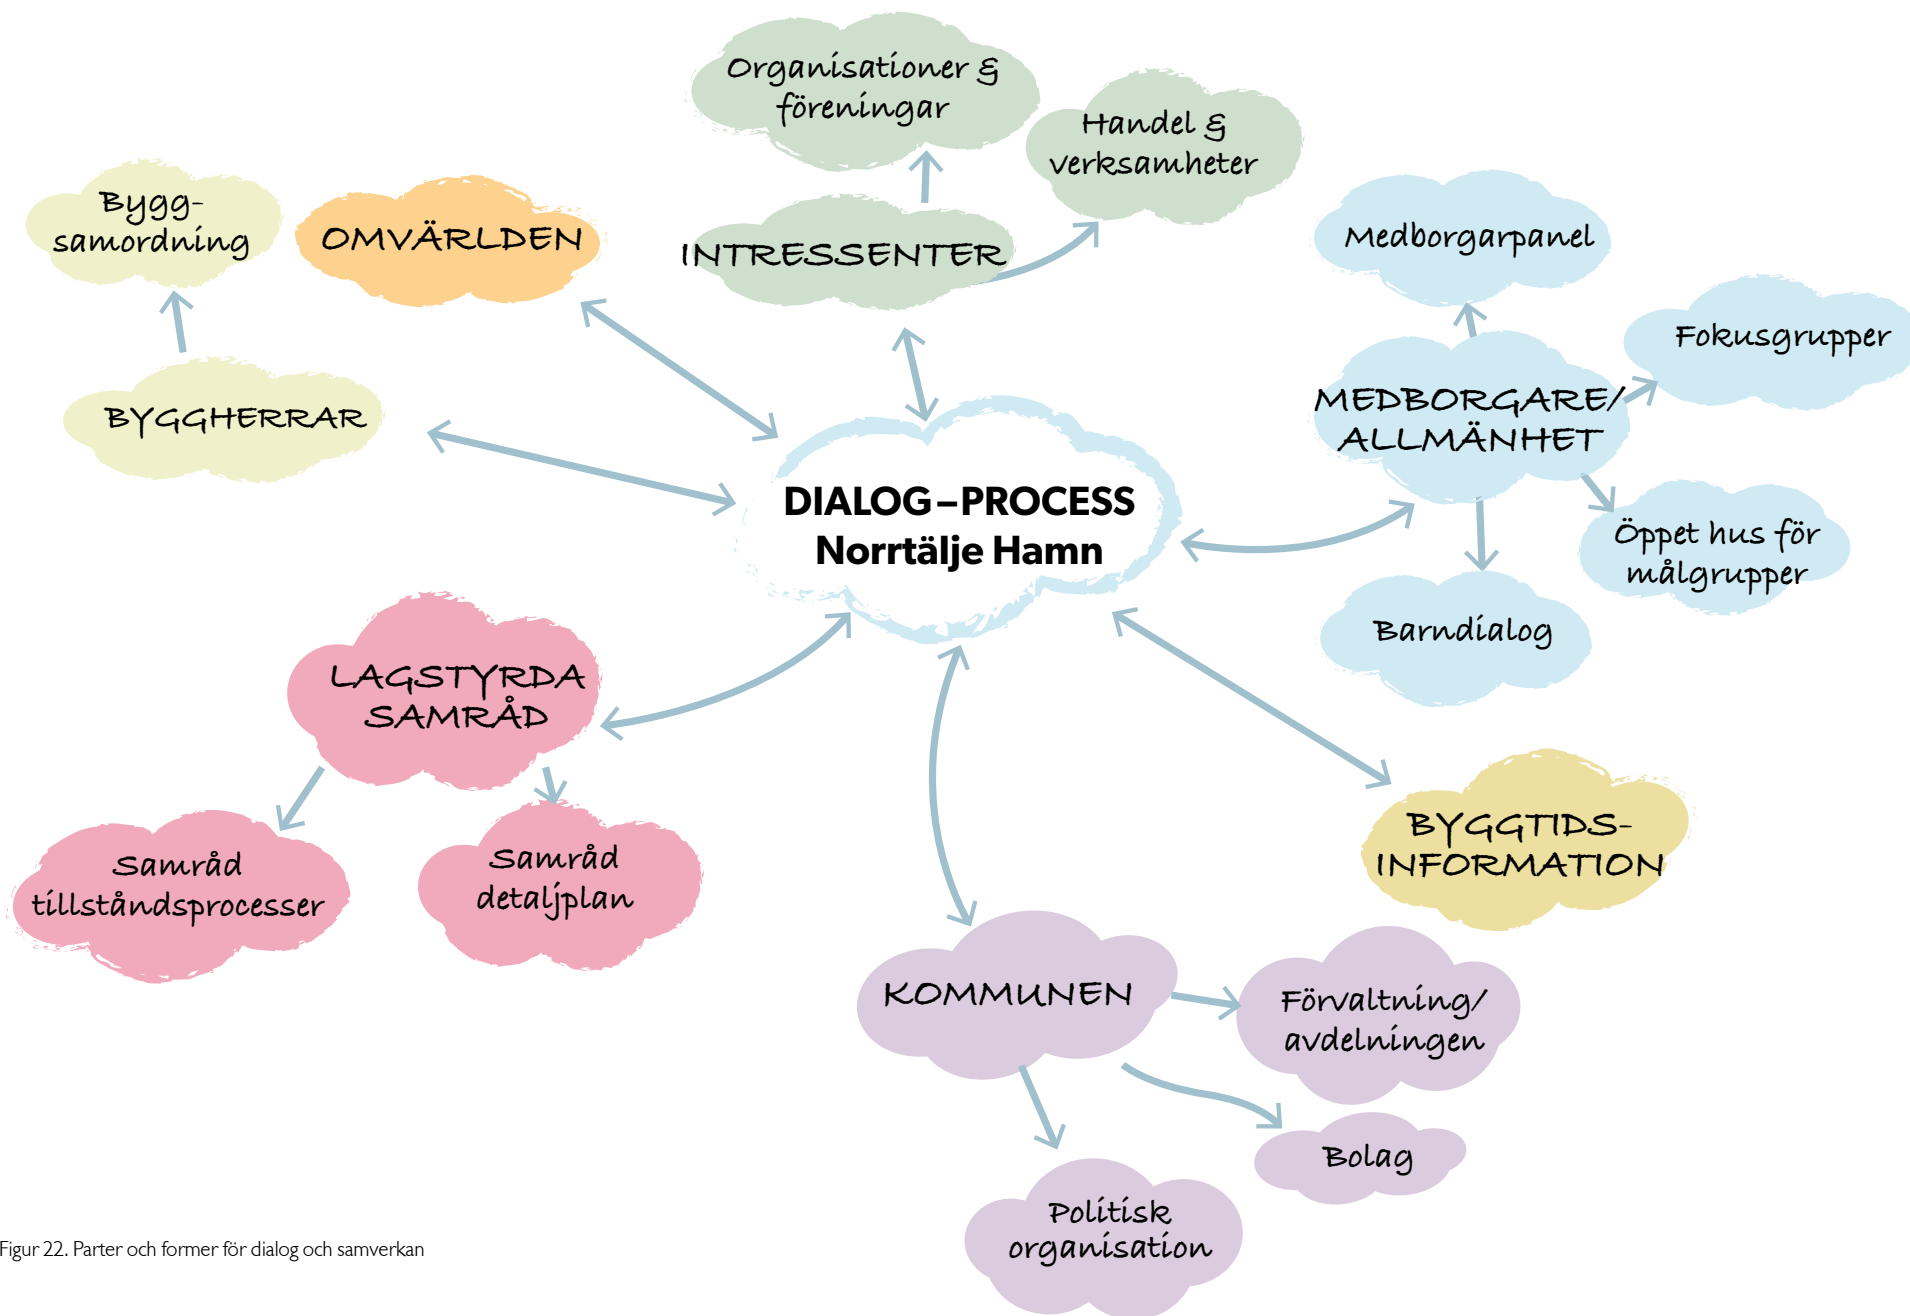 Organisationer &
föreningar
Handel &
verksamheter
Bygg-
samordning
OMVÄRLDEN
INTRESSENTER
Medborgarpanel
Fokusgrupper
BYGGHERRAR
MEDBORGARE/
ALLMÄNHET
DIALOG–PROCESS
Norrtälje Hamn
Öppet hus för
målgrupper
Barndialog
LAGSTYRDA
SAMRÅD
BYGGTIDS-
INFORMATION
Samråd
tillståndsprocesser
Samråd
detaljplan
KOMMUNEN
Förvaltning/
avdelningen
Bolag
Politisk
organisation
Figur 22. Parter och former för dialog och samverkan